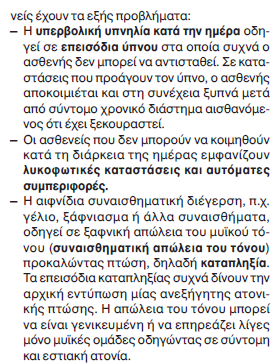 νείς έχουν τα εξής προβλήματα:
– Η υπερβολική υπνηλία κατά την ημέρα οδη-
γεί σε επεισόδια ύπνου στα οποία συχνά ο
ασθενής δεν μπορεί να αντισταθεί. Σε κατα-
στάσεις που προάγουν τον ύπνο, ο ασθενής
αποκοιμιέται και στη συνέχεια ξυπνά μετά
από σύντομο χρονικό διάστημα αισθανόμε-
νος ότι έχει ξεκουραστεί.
– Οι ασθενείς που δεν μπορούν να κοιμηθούν
κατά τη διάρκεια της ημέρας εμφανίζουν
λυκοφωτικές καταστάσεις και αυτόματες
συμπεριφορές.
– Η αιφνίδια συναισθηματική διέγερση, π.χ.
γέλιο, ξάφνιασμα ή άλλα συναισθήματα,
οδηγεί σε ξαφνική απώλεια του μυϊκού τό-
νου (συναισθηματική απώλεια του τόνου)
προκαλώντας πτώση, δηλαδή καταπληξία.
Τα επεισόδια καταπληξίας συχνά δίνουν την
αρχική εντύπωση μίας ανεξήγητης ατονι-
κής πτώσης. Η απώλεια του τόνου μπορεί
να είναι γενικευμένη ή να επηρεάζει λίγες
μόνο μυϊκές ομάδες οδηγώντας σε σύντομη
και εστιακή ατονία.